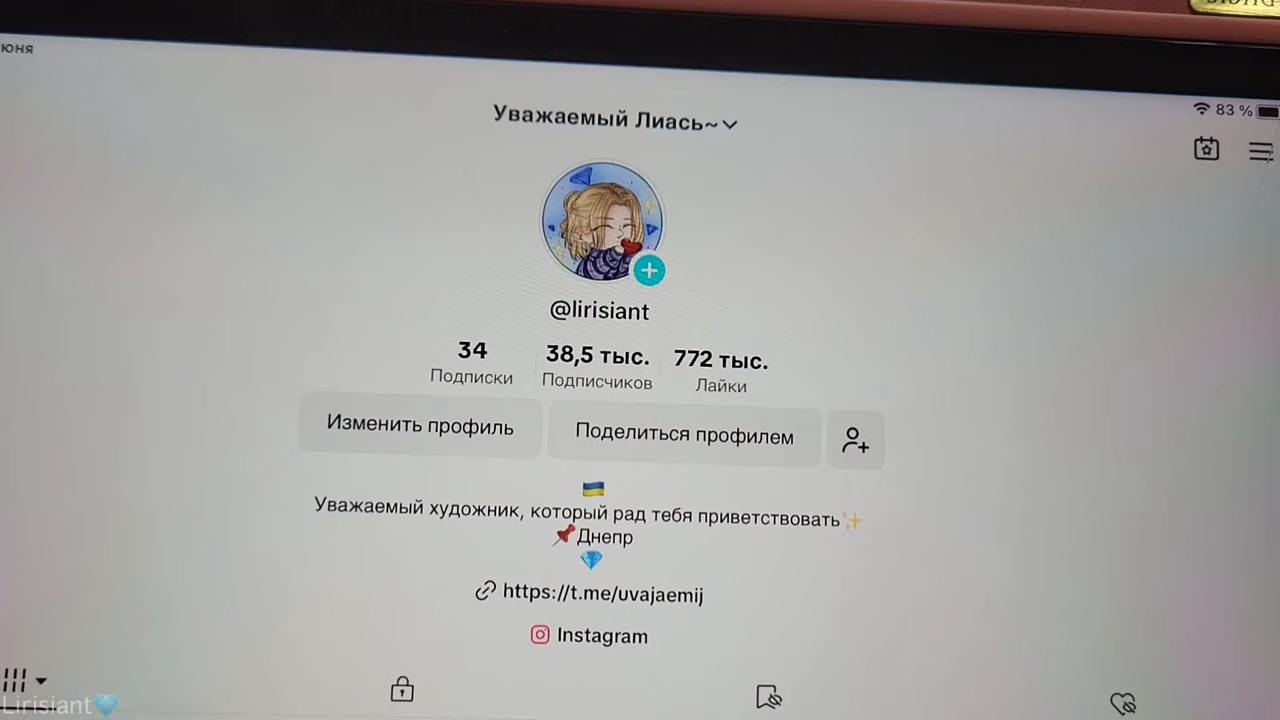 юня
83 %
Уважаемый Лиась~
@lirisiant
34 38,5 тыс. 772 тыс.
Подписки Подписчиков Лайки
Изменить профиль Поделиться профилем
🇺🇦
Уважаемый художник, который рад тебя приветствовать✨
📌Днепр
💎
https://t.me/uvajaemij
Instagram
Lirisiant💎